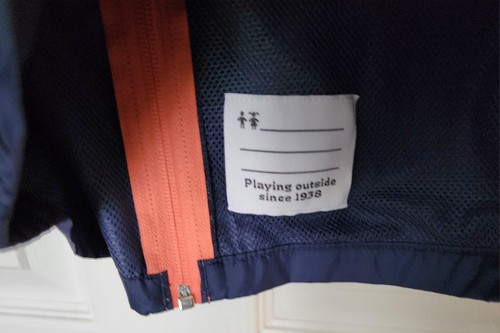 Playing outside
since 1938